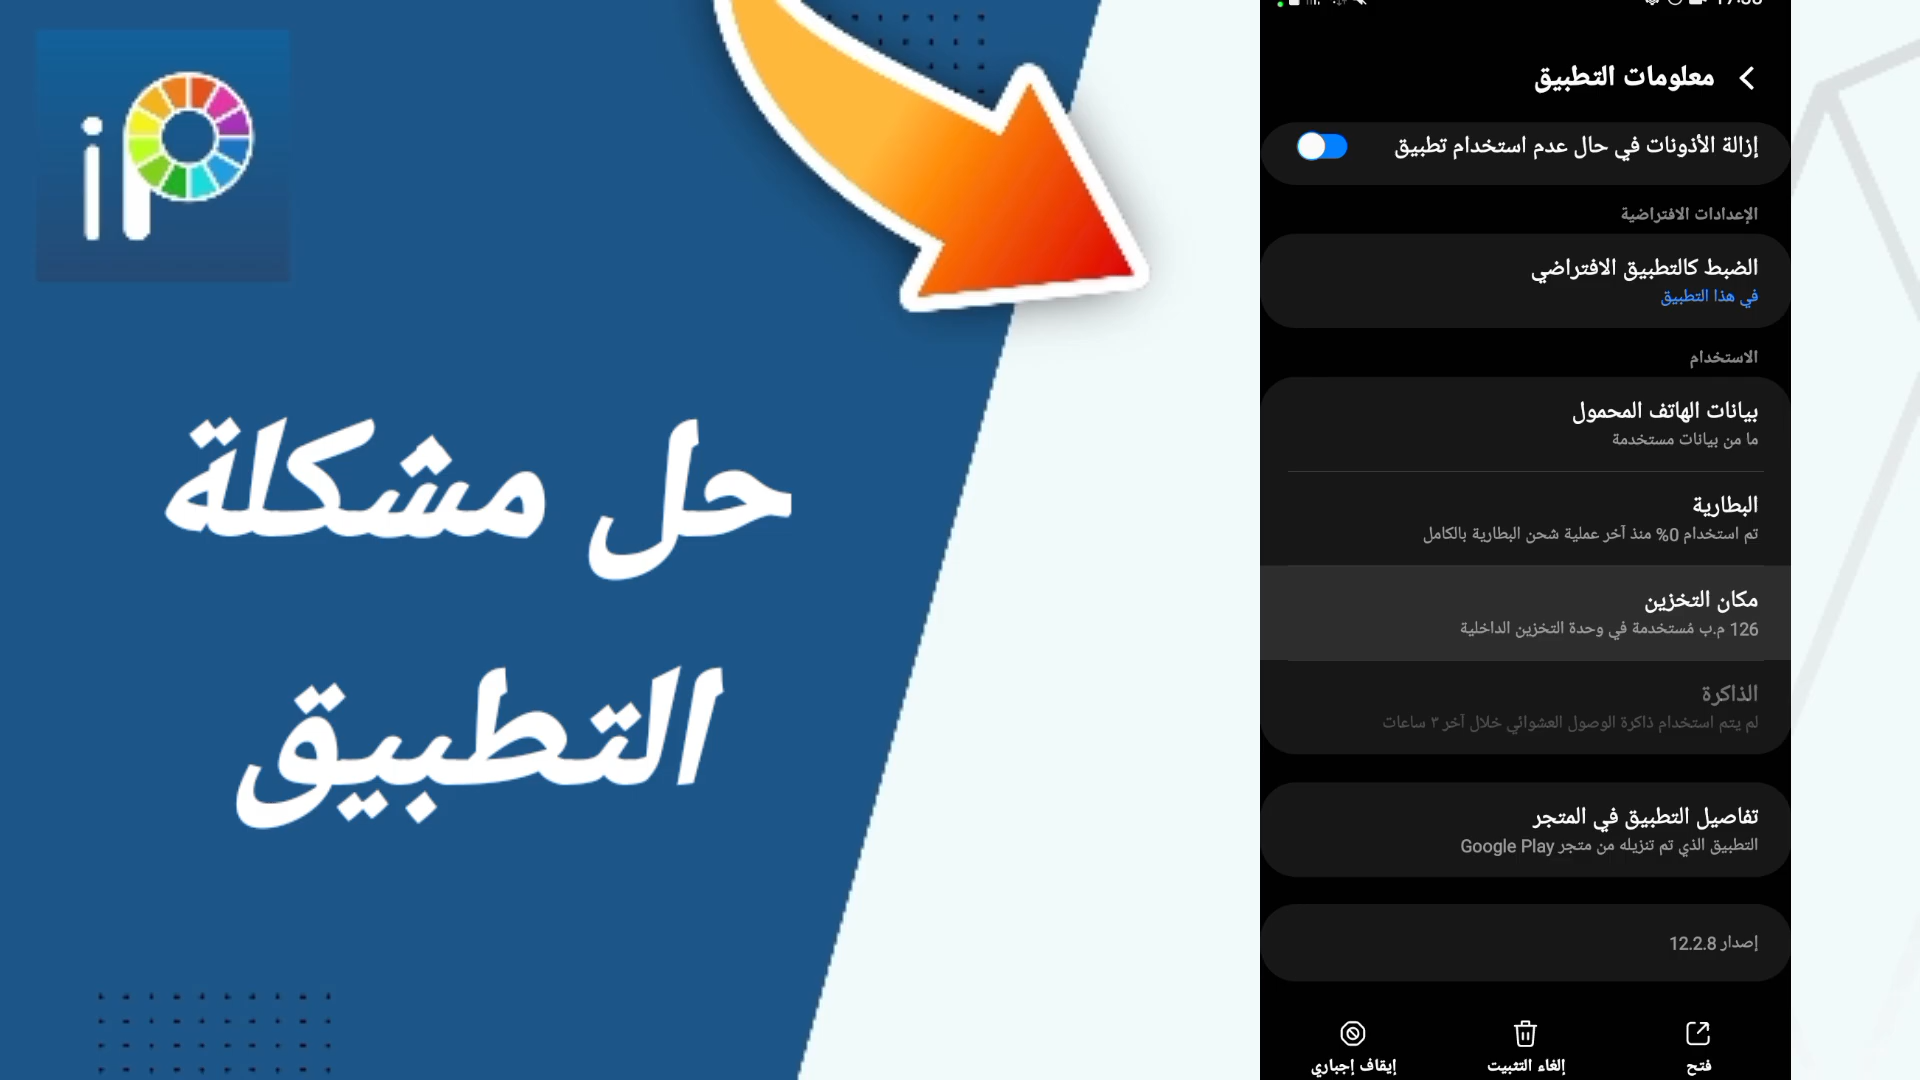 iP
حل مشكلة
التطبيق
معلومات التطبيق
إزالة الأذونات في حال عدم استخدام تطبيق
الإعدادات الافتراضية
الضبط كالتطبيق الافتراضي
في هذا التطبيق
الاستخدام
بيانات الهاتف المحمول
ما من بيانات مستخدمة
البطارية
تم استخدام 0% منذ آخر عملية شحن البطارية بالكامل
مكان التخزين
126 م.ب مُستخدمة في وحدة التخزين الداخلية
الذاكرة
لم يتم استخدام ذاكرة الوصول العشوائي خلال آخر ٣ ساعات
تفاصيل التطبيق في المتجر
التطبيق الذي تم تنزيله من متجر Google Play
إصدار 12.2.8
فتح
إلغاء التثبيت
إيقاف إجباري